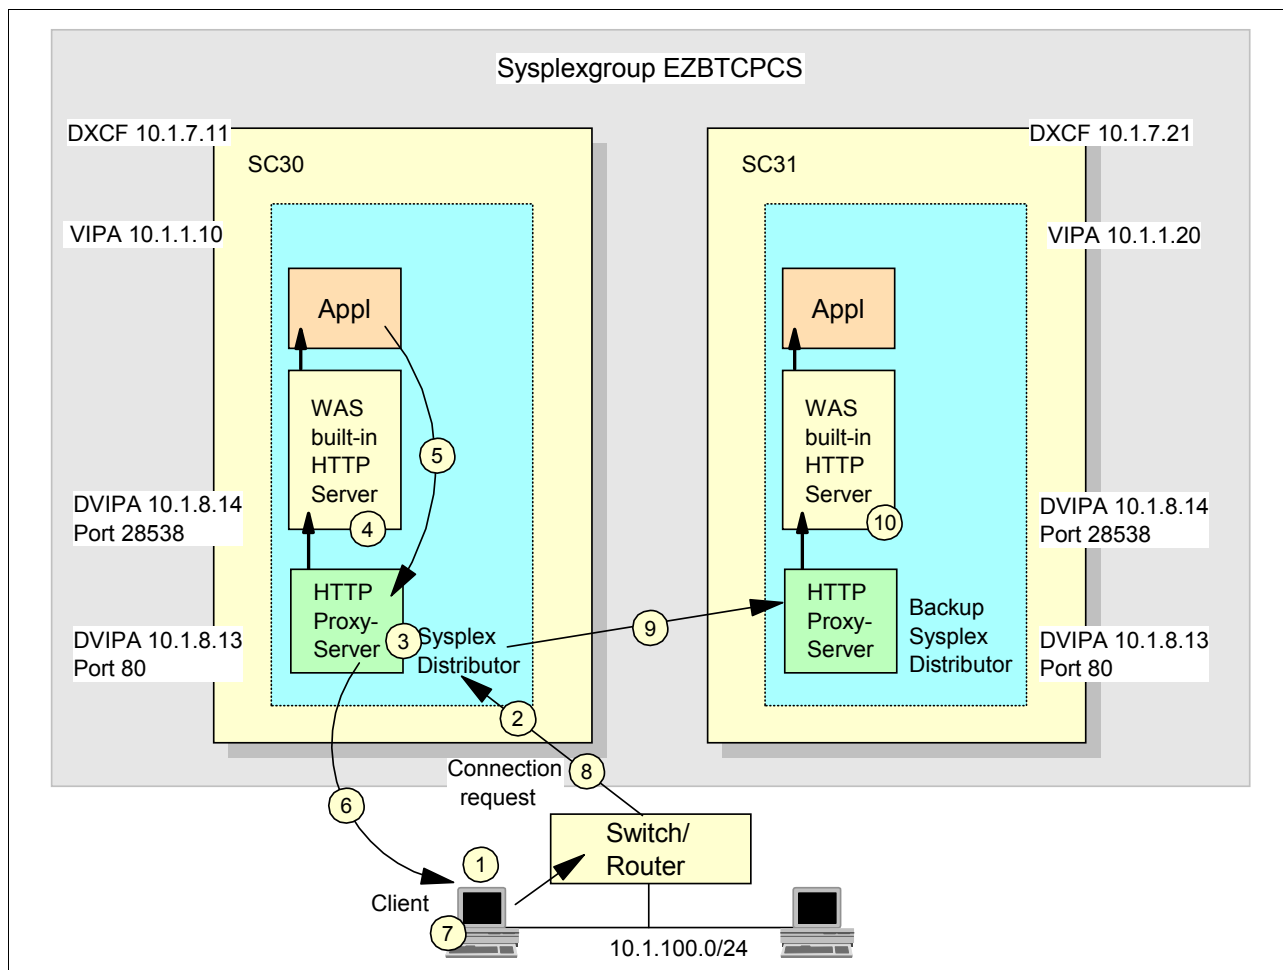 Sysplexgroup EZBTCPCS
DXCF 10.1.7.11
DXCF 10.1.7.21
SC30
SC31
VIPA 10.1.1.10
VIPA 10.1.1.20
Appl
Appl
WAS
built-in
HTTP
Server
4
5
WAS
built-in
HTTP
Server
10
DVIPA 10.1.8.14
Port 28538
DVIPA 10.1.8.14
Port 28538
HTTP
Proxy-
Server
3
Sysplex
Distributor
9
HTTP
Proxy-
Server
Backup
Sysplex
Distributor
DVIPA 10.1.8.13
Port 80
DVIPA 10.1.8.13
Port 80
2
8
Connection
request
6
Switch/
Router
1
Client
7
10.1.100.0/24